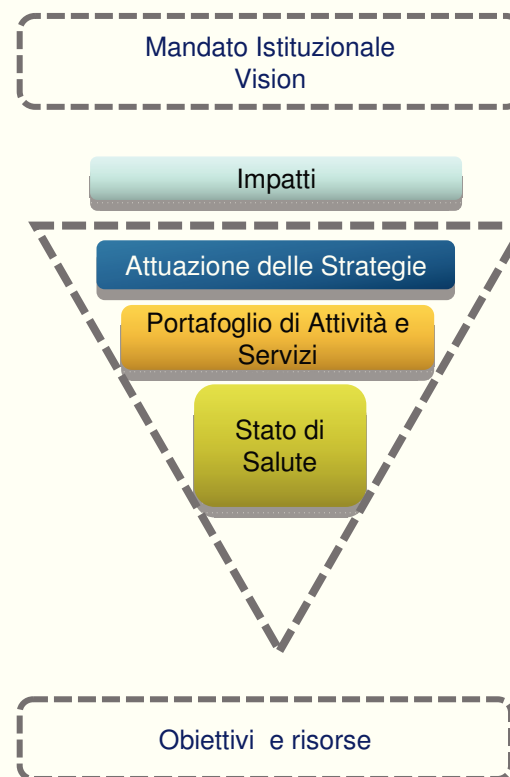 Mandato Istituzionale
Vision
Impatti
Attuazione delle Strategie
Portafoglio di Attività e
Servizi
Stato di
Salute
Obiettivi e risorse